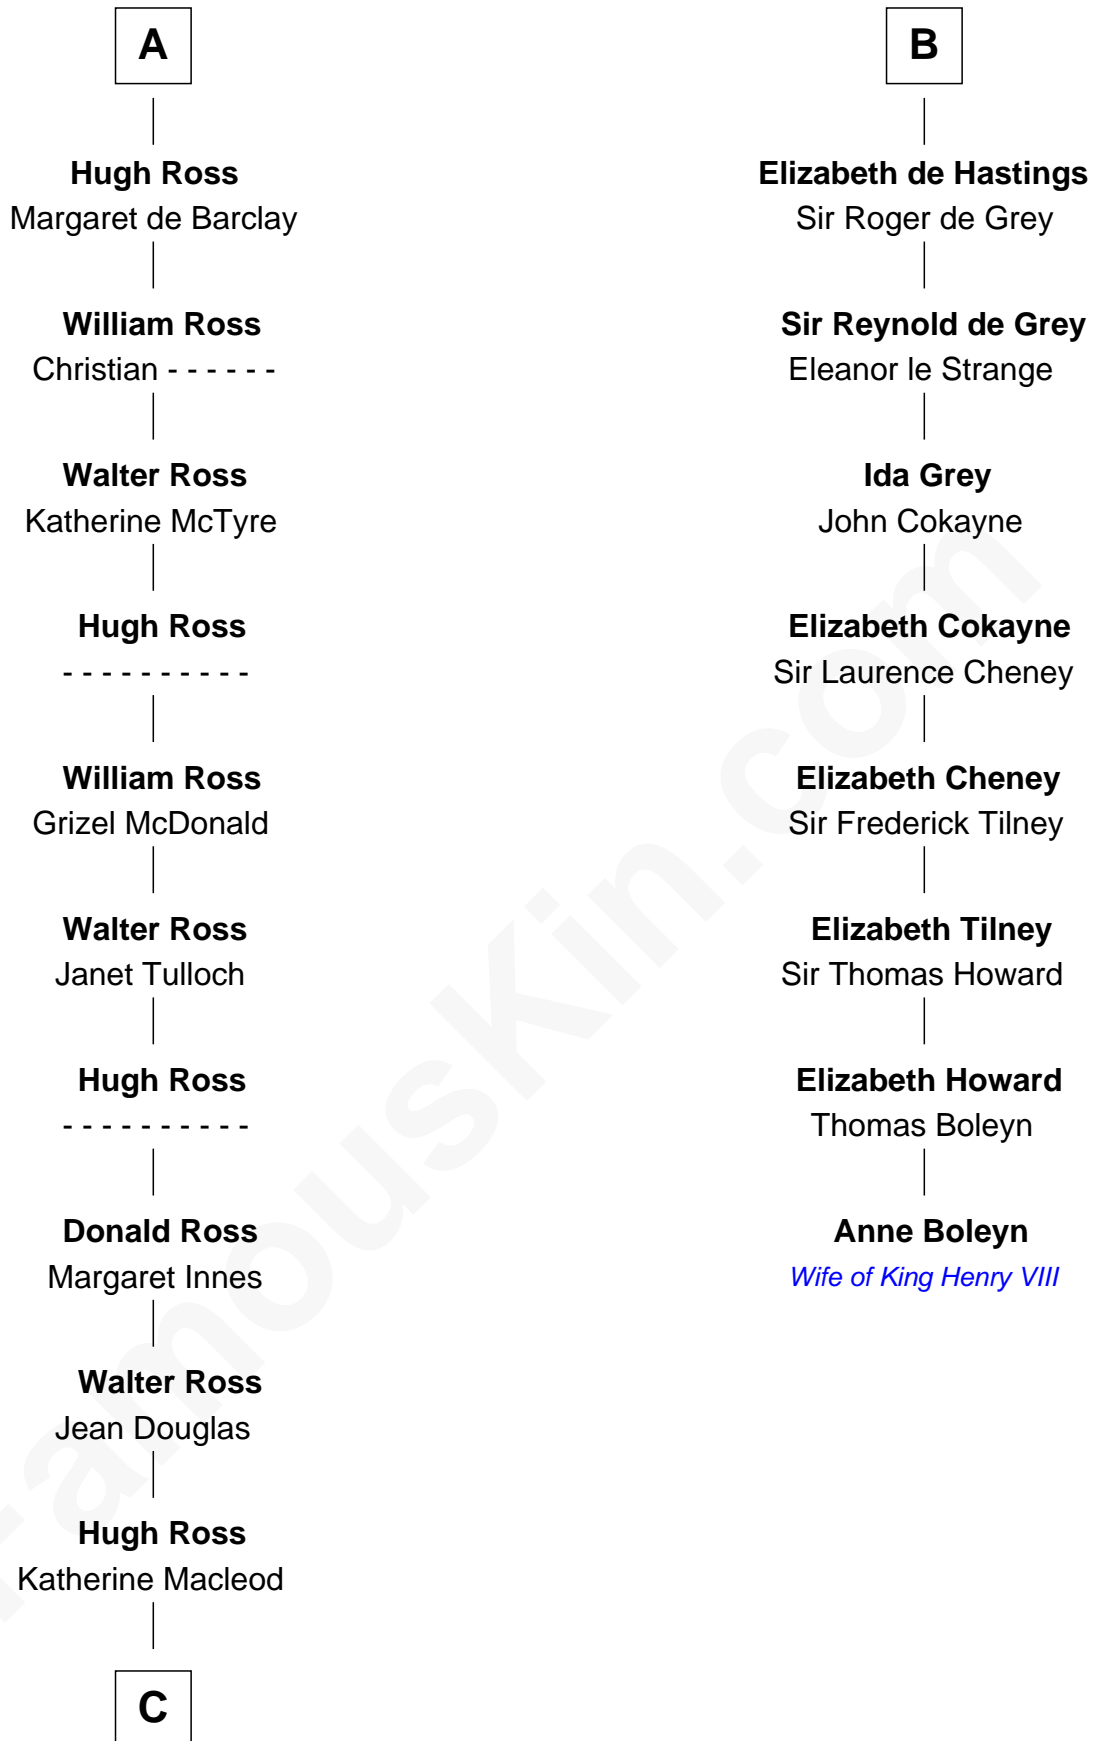 A
Hugh Ross
Margaret de Barclay
William Ross
Christian - - - - - -
Walter Ross
Katherine McTyre
Hugh Ross
- - - - - - - - - -
William Ross
Grizel McDonald
Walter Ross
Janet Tulloch
Hugh Ross
- - - - - - - - - -
Donald Ross
Margaret Innes
Walter Ross
Jean Douglas
Hugh Ross
Katherine Macleod
C
B
Elizabeth de Hastings
Sir Roger de Grey
Sir Reynold de Grey
Eleanor le Strange
Ida Grey
John Cokayne
Elizabeth Cokayne
Sir Laurence Cheney
Elizabeth Cheney
Sir Frederick Tilney
Elizabeth Tilney
Sir Thomas Howard
Elizabeth Howard
Thomas Boleyn
Anne Boleyn
Wife of King Henry VIII
FamousKin.com